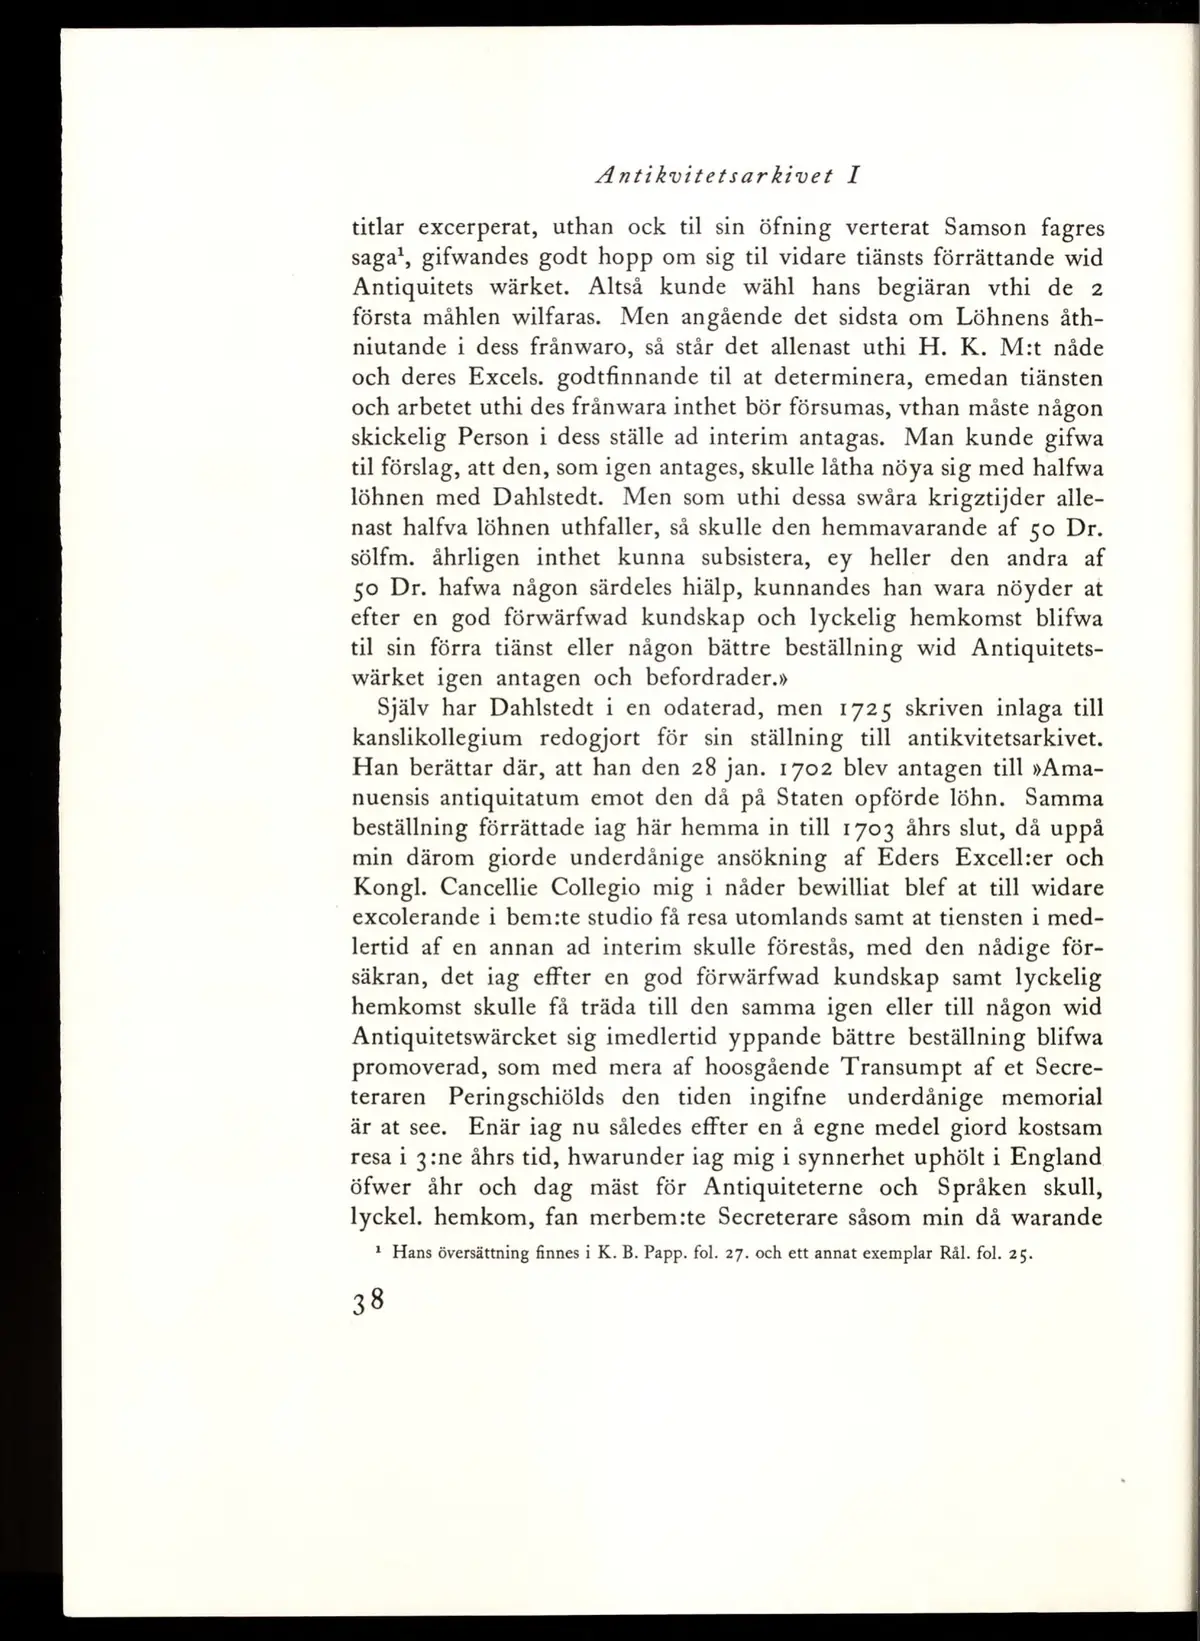 Antikvitetsarkivet I
titlar excerperat, uthan ock til sin öfning verterat Samson fagres
saga¹, gifwandes godt hopp om sig til vidare tiänsts förrättande wid
Antiquitets wärket. Altså kunde wähl hans begiäran vthi de 2
första måhlen wilfaras. Men angående det sidsta om Löhnens åth-
niutande i dess frånwaro, så står det allenast uthi H. K. M:t nåde
och deres Excels. godtfinnande til at determinera, emedan tiänsten
och arbetet uthi des frånwara inthet bör försumas, vthan måste någon
skickelig Person i dess ställe ad interim antagas. Man kunde gifwa
til förslag, att den, som igen antages, skulle låtha nöya sig med halfwa
löhnen med Dahlstedt. Men som uthi dessa swåra krigztijder alle-
nast halfva löhnen uthfaller, så skulle den hemmavarande af 50 Dr.
sölfm. åhrligen inthet kunna subsistera, ey heller den andra af
50 Dr. hafwa någon särdeles hiälp, kunnandes han wara nöyder at
efter en god förwärfwad kundskap och lyckelig hemkomst blifwa
til sin förra tiänst eller någon bättre beställning wid Antiquitets-
wärket igen antagen och befordrader.»
Själv har Dahlstedt i en odaterad, men 1725 skriven inlaga till
kanslikollegium redogjort för sin ställning till antikvitetsarkivet.
Han berättar där, att han den 28 jan. 1702 blev antagen till »Ama-
nuensis antiquitatum emot den då på Staten opförde löhn. Samma
beställning förrättade iag här hemma in till 1703 åhrs slut, då uppå
min därom giorde underdånige ansökning af Eders Excell:er och
Kongl. Cancellie Collegio mig i nåder bewilliat blef at till widare
excolerande i bem:te studio få resa utomlands samt at tiensten i med-
lertid af en annan ad interim skulle förestås, med den nådige för-
säkran, det iag effter en god förwärfwad kundskap samt lyckelig
hemkomst skulle få träda till den samma igen eller till någon wid
Antiquitetswärcket sig imedlertid yppande bättre beställning blifwa
promoverad, som med mera af hoosgående Transumpt af et Secre-
teraren Peringschiölds den tiden ingifne underdånige memorial
är at see. Enär iag nu således effter en å egne medel giord kostsam
resa i 3:ne åhrs tid, hwarunder iag mig i synnerhet uphölt i England
öfwer åhr och dag mäst för Antiquiteterne och Språken skull,
lyckel. hemkom, fan merbem:te Secreterare såsom min då warande
¹ Hans översättning finnes i K. B. Papp. fol. 27. och ett annat exemplar Rål. fol. 25.
38